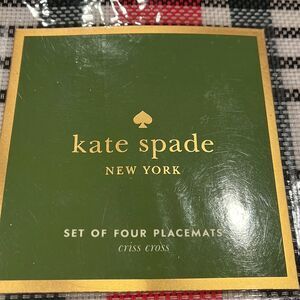 kate spade
NEW YORK
SET OF FOUR PLACEMATS
criss cross